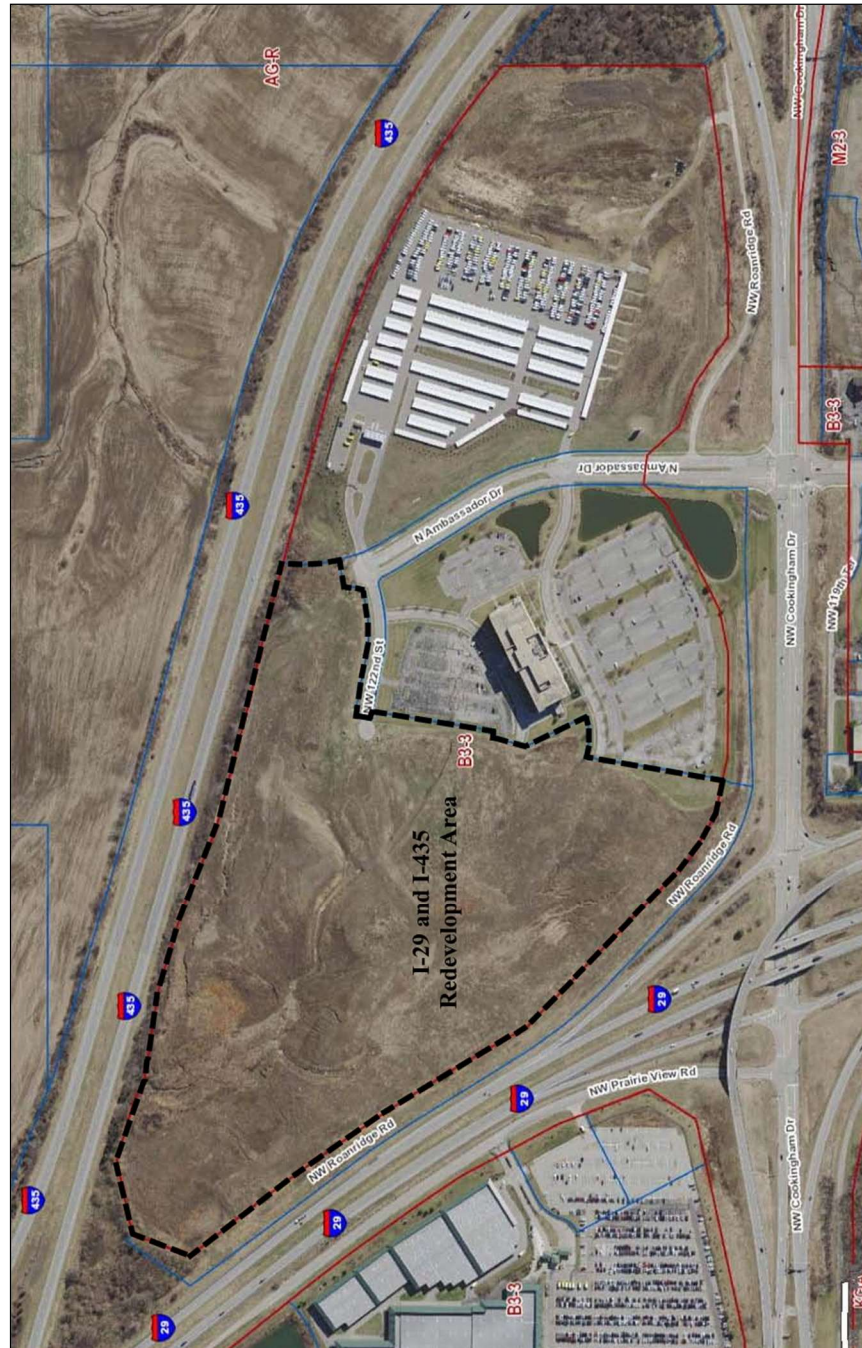 AG-R
435
NW Cookingham Dr
M2-3
NW Roanridge Rd
B3-3
N Ambassador Dr
N Ambassador Dr
435
NW 119th
NW Cookingham Dr
NW 122nd St
B3-3
435
I-29 and I-435
Redevelopment Area
NW Roanridge Rd
435
29
NW Prairie View Rd
29
NW Roanridge Rd
NW Cookingham Dr
435
29
B3-3
29